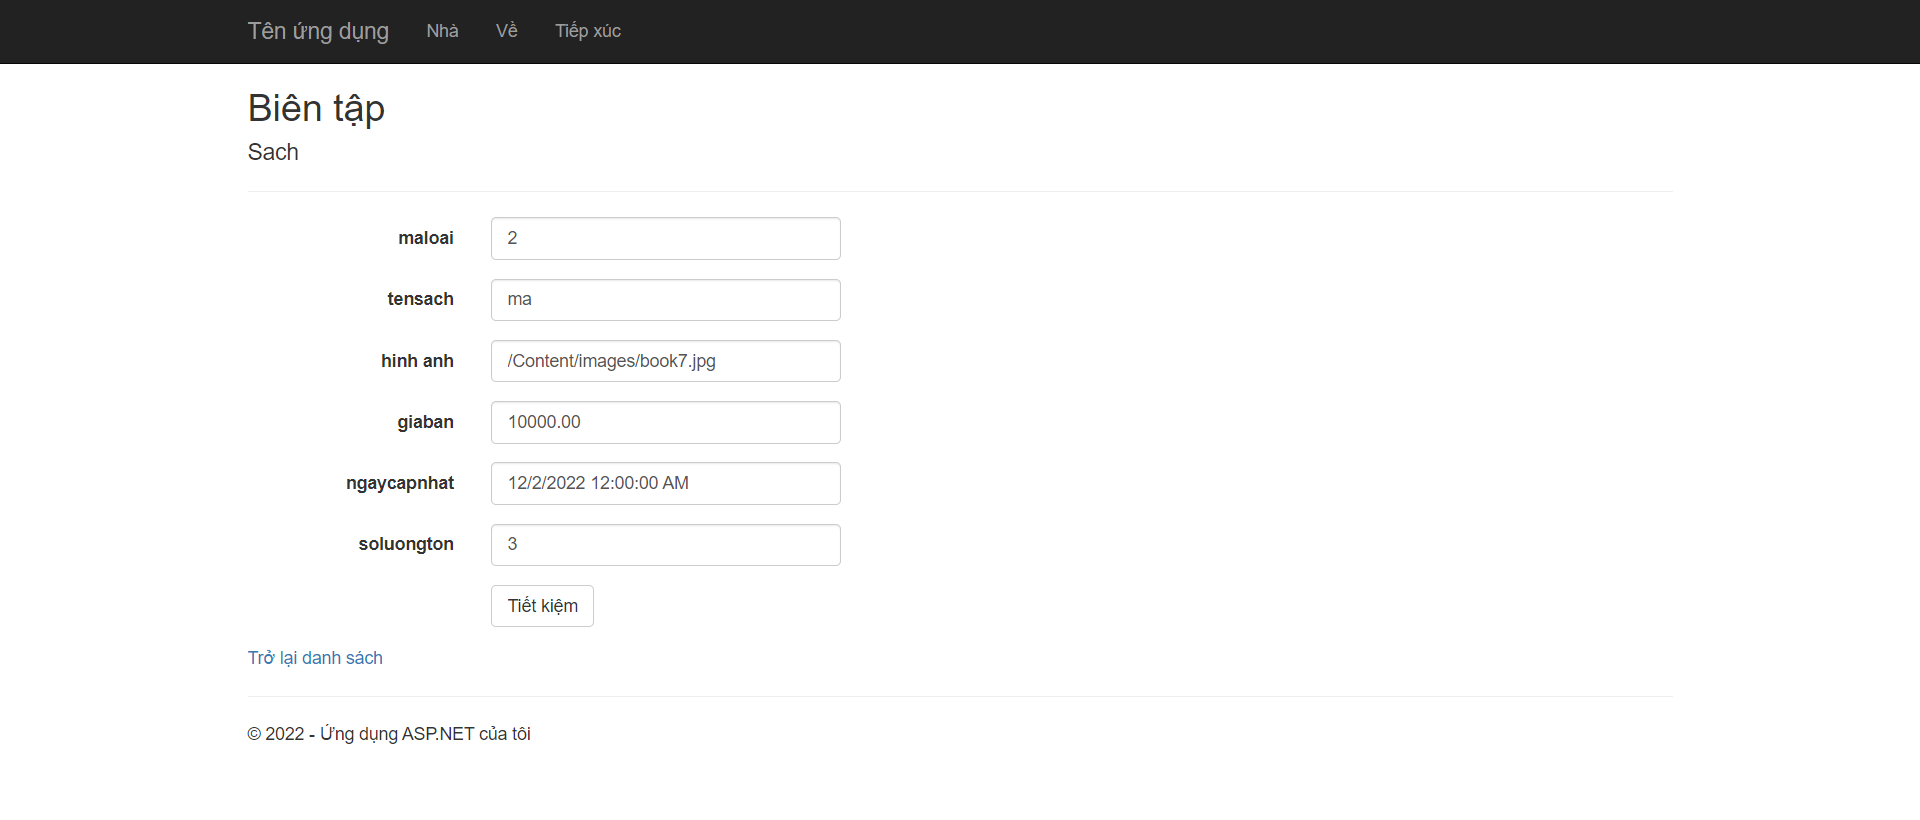 Tên ứng dụng Nhà Về Tiếp xúc
Biên tập
Sach
maloai 2
tensach ma
hinh anh /Content/images/book7.jpg
giaban 10000.00
ngaycapnhat 12/2/2022 12:00:00 AM
soluongton 3
Tiết kiệm
Trở lại danh sách
© 2022 - Ứng dụng ASP.NET của tôi